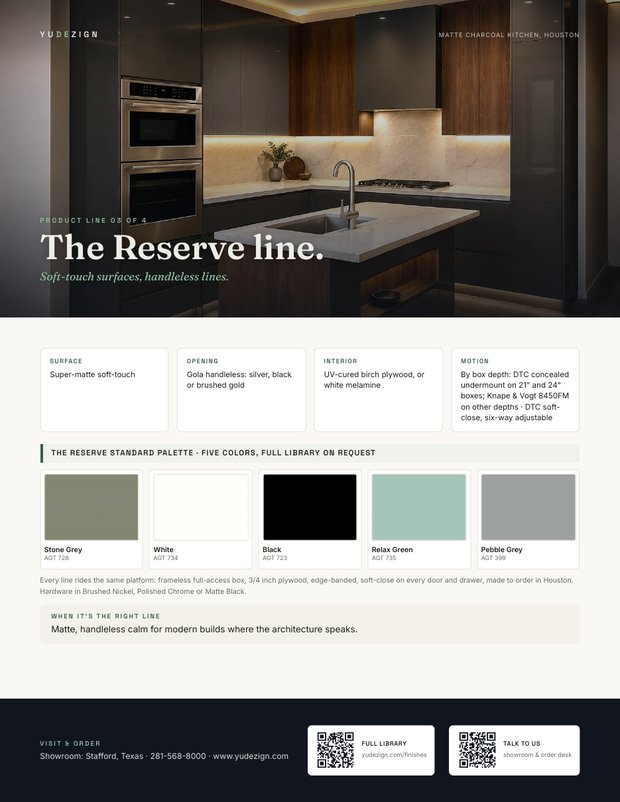 YUDEZIGN
MATTE CHARCOAL KITCHEN, HOUSTON
PRODUCT LINE 03 OF 4
The Reserve line.
Soft-touch surfaces, handleless lines.
SURFACE
Super-matte soft-touch
OPENING
Gola handleless: silver, black
or brushed gold
INTERIOR
UV-cured birch plywood, or
white melamine
MOTION
By box depth: DTC concealed
undermount on 21" and 24"
boxes; Knape & Vogt 8450FM
on other depths · DTC soft-
close, six-way adjustable
THE RESERVE STANDARD PALETTE · FIVE COLORS, FULL LIBRARY ON REQUEST
Stone Grey
AGT 728
White
AGT 734
Black
AGT 723
Relax Green
AGT 735
Pebble Grey
AGT 399
Every line rides the same platform: frameless full-access box, 3/4 inch plywood, edge-banded, soft-close on every door and drawer, made to order in Houston.
Hardware in Brushed Nickel, Polished Chrome or Matte Black.
WHEN IT'S THE RIGHT LINE
Matte, handleless calm for modern builds where the architecture speaks.
VISIT & ORDER
Showroom: Stafford, Texas · 281-568-8000 · www.yudezign.com
FULL LIBRARY
yudezign.com/finishes
TALK TO US
showroom & order desk